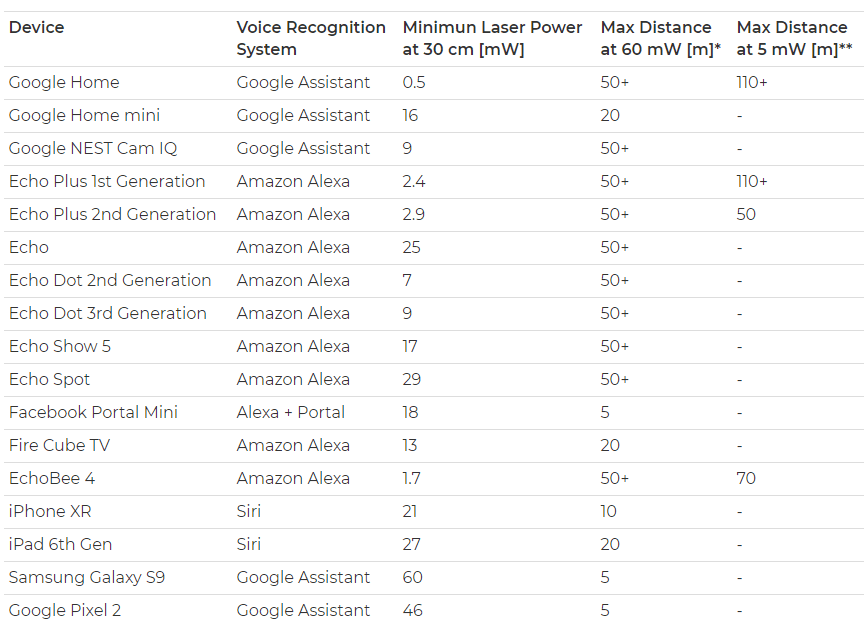 Device Voice Recognition System Minimun Laser Power at 30 cm [mW] Max Distance at 60 mW [m]* Max Distance at 5 mW [m]**
Google Home Google Assistant 0.5 50+ 110+
Google Home mini Google Assistant 16 20 -
Google NEST Cam IQ Google Assistant 9 50+ -
Echo Plus 1st Generation Amazon Alexa 2.4 50+ 110+
Echo Plus 2nd Generation Amazon Alexa 2.9 50+ 50
Echo Amazon Alexa 25 50+ -
Echo Dot 2nd Generation Amazon Alexa 7 50+ -
Echo Dot 3rd Generation Amazon Alexa 9 50+ -
Echo Show 5 Amazon Alexa 17 50+ -
Echo Spot Amazon Alexa 29 50+ -
Facebook Portal Mini Alexa + Portal 18 5 -
Fire Cube TV Amazon Alexa 13 20 -
EchoBee 4 Amazon Alexa 1.7 50+ 70
iPhone XR Siri 21 10 -
iPad 6th Gen Siri 27 20 -
Samsung Galaxy S9 Google Assistant 60 5 -
Google Pixel 2 Google Assistant 46 5 -